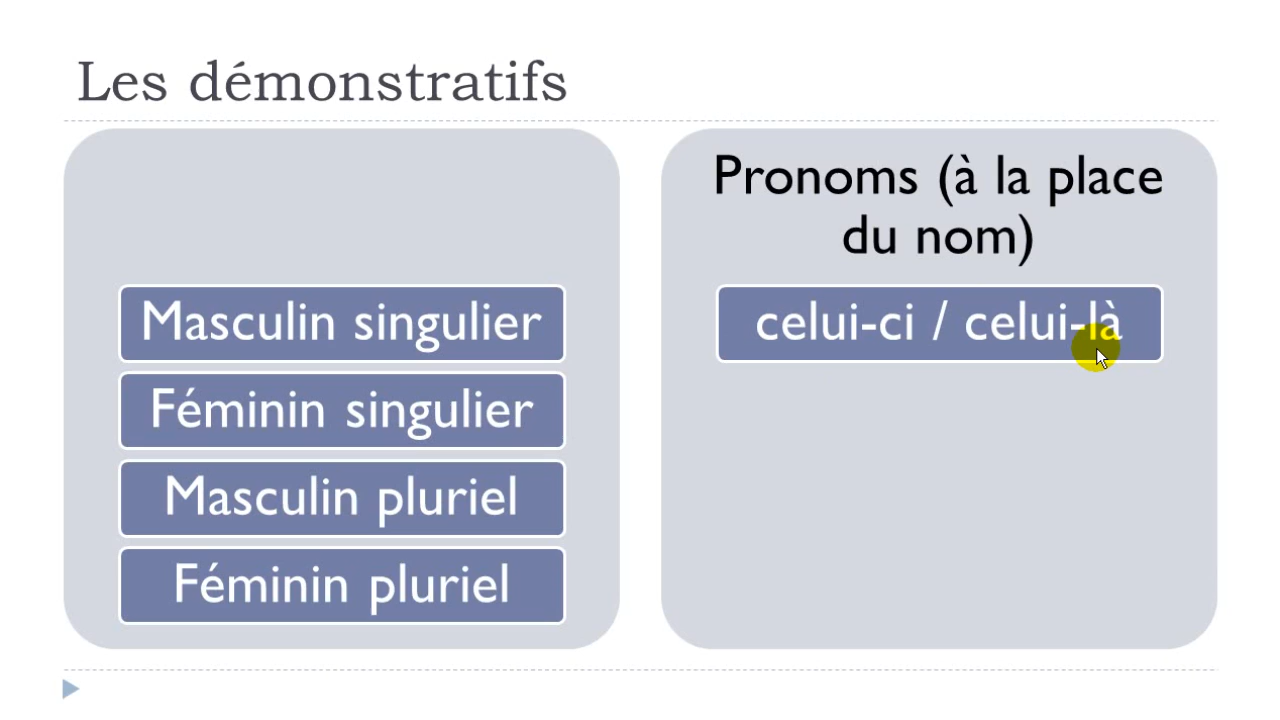 Les démonstratifs
Masculin singulier
Féminin singulier
Masculin pluriel
Féminin pluriel
Pronoms (à la place
du nom)
celui-ci / celui-là